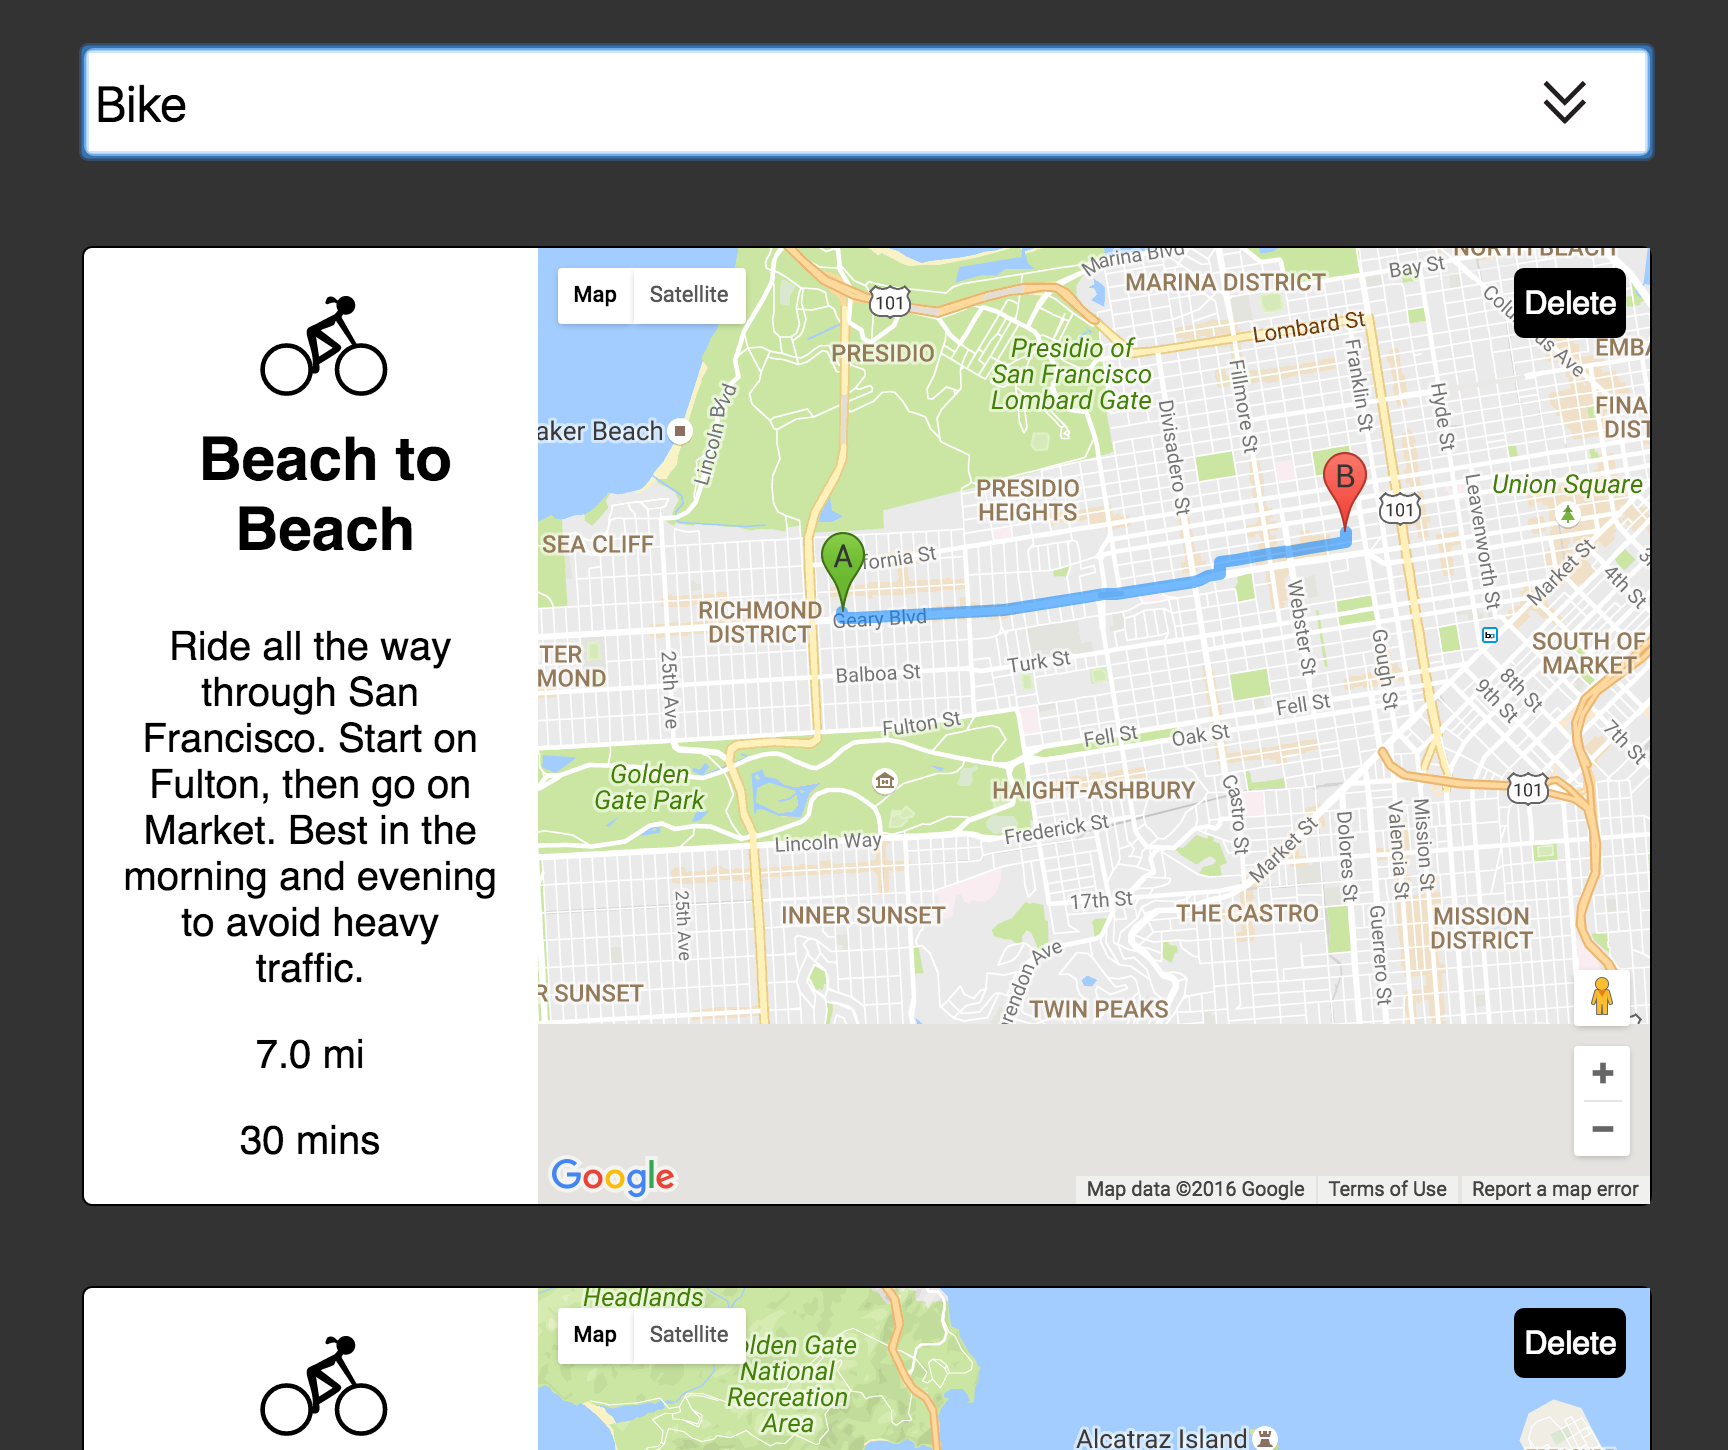 Bike
Beach to
Beach
Ride all the way
through San
Francisco. Start on
Fulton, then go on
Market. Best in the
morning and evening
to avoid heavy
traffic.
7.0 mi
30 mins
Map
Satellite
Delete
Marina Blvd
NORTH BEACH
MARINA DISTRICT
Bay St
101
Lombard St
PRESIDIO
Presidio of
San Francisco
Lombard Gate
Franklin St
Fillmore St
Divisadero St
Hyde St
Lincoln Blvd
aker Beach
FINA
DIST
EMBA
B
101
Leavenworth St
Union Square
PRESIDIO
HEIGHTS
SEA CLIFF
A
fornia St
Market St
4th St
RICHMOND
DISTRICT
Geary Blvd
Webster St
Gough St
SOUTH OF
MARKET
TER
MOND
25th Ave
Balboa St
Turk St
8th St
9th St
7th St
Fulton St
Fell St
Fell St
Oak St
Golden
Gate Park
HAIGHT-ASHBURY
101
Frederick St
Lincoln Way
Castro St
Market St
Dolores St
Valencia St
Mission St
25th Ave
INNER SUNSET
17th St
THE CASTRO
Guerrero St
MISSION
DISTRICT
R SUNSET
arendon Ave
TWIN PEAKS
Google
Map data ©2016 Google
Terms of Use
Report a map error
Headlands
Map
Satellite
Delete
olden Gate
National
Recreation
Area
Alcatraz Island